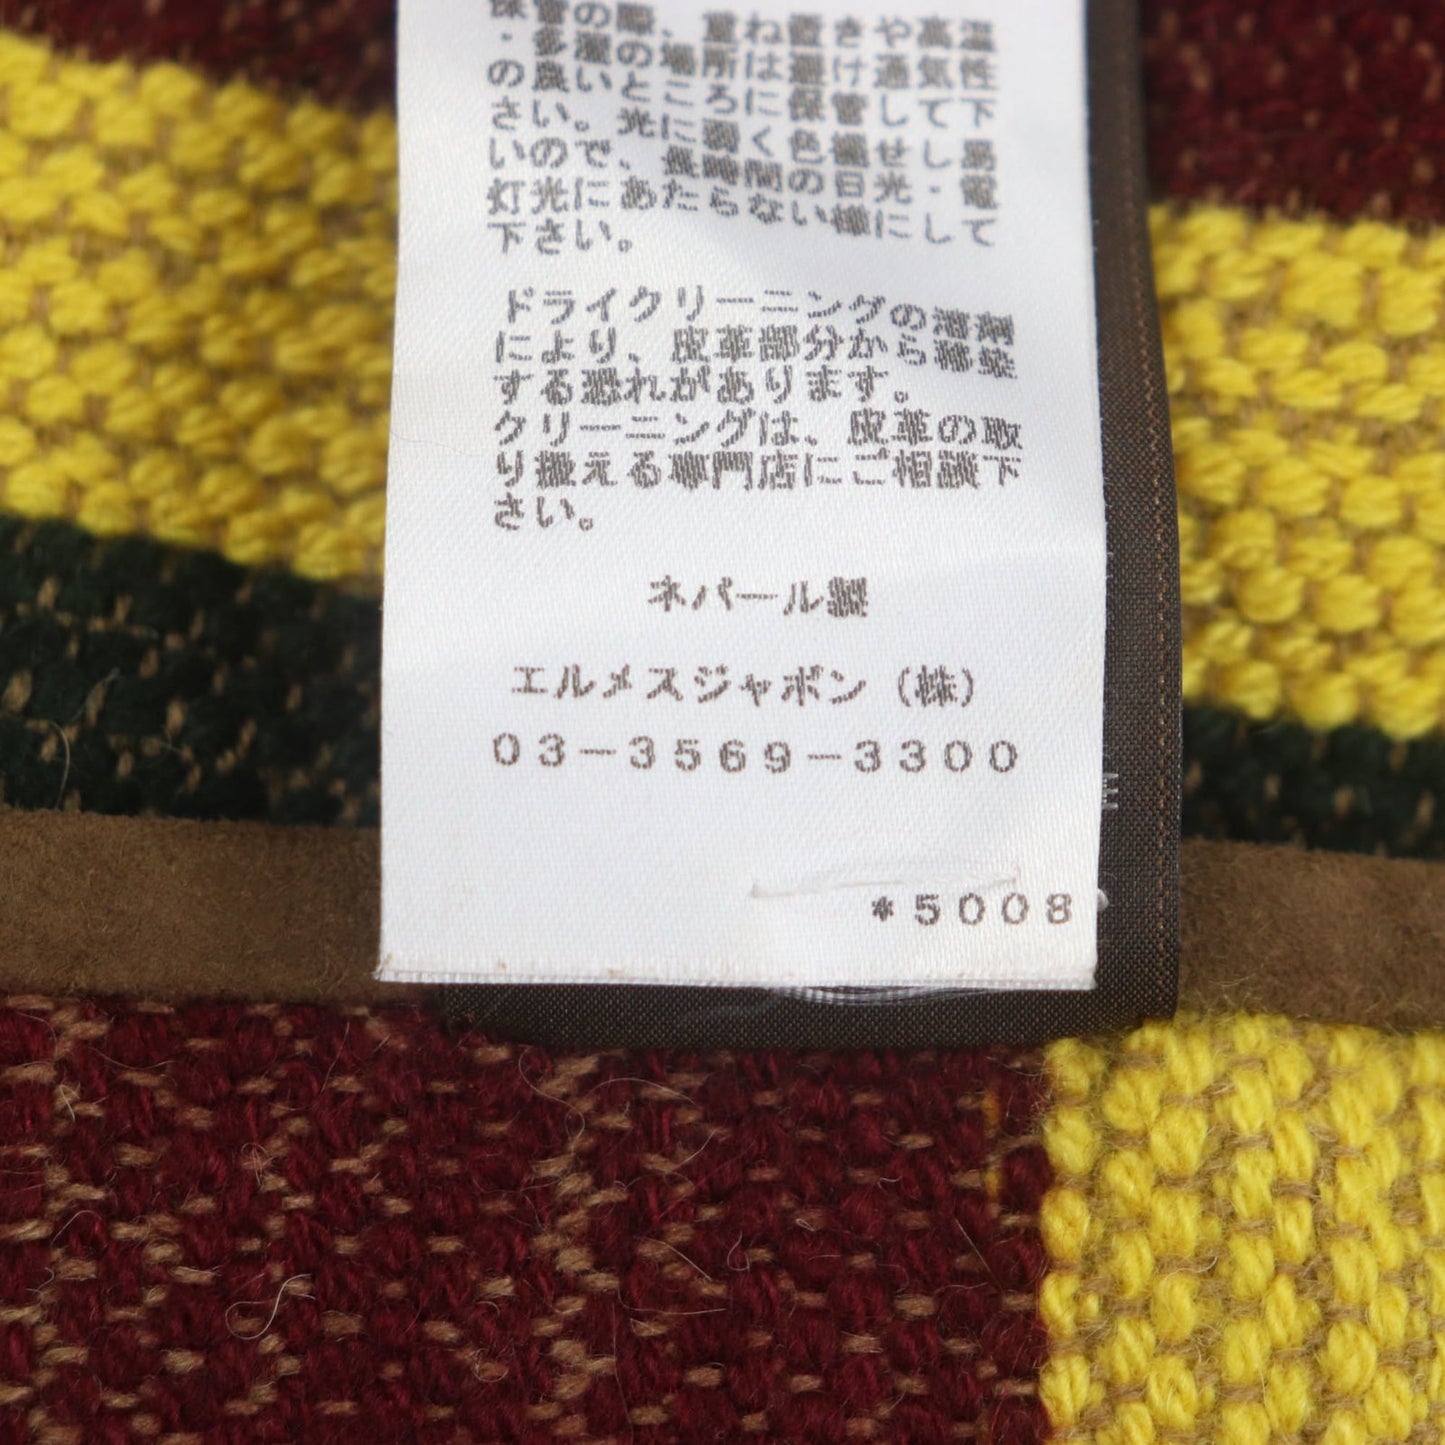 保管の際、重ね置きや高温
・多湿の場所は避け通気性
の良いところに保管して下
さい。光に弱く色褪せし易
いので、長時間の日光・電
灯光にあたらない様にして
下さい。
ドライクリーニングの溶剤
により、皮革部分から移染
する恐れがあります。
クリーニングは、皮革の取
り扱える専門店にご相談下
さい。
ネパール製
エルメスジャポン（株）
03-3569-3300
*5008